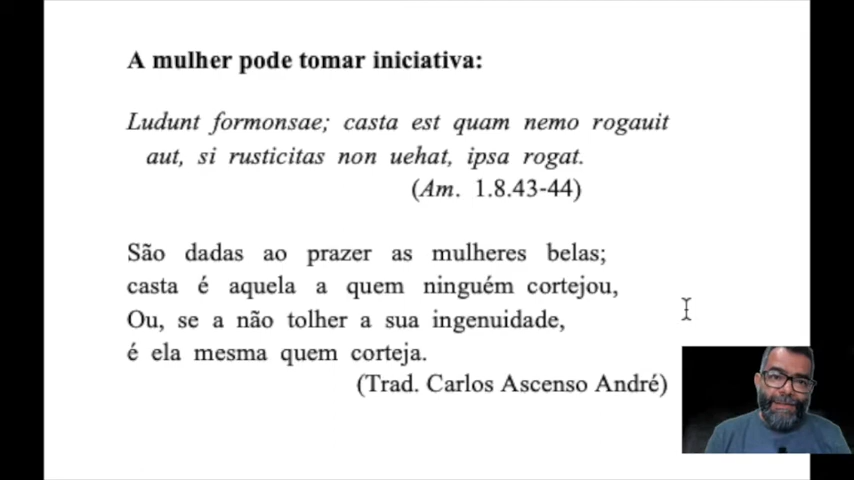 A mulher pode tomar iniciativa:
Ludunt formonsae; casta est quam nemo rogauit
aut, si rusticitas non uehat, ipsa rogat.
(Am. 1.8.43-44)
São dadas ao prazer as mulheres belas;
casta é aquela a quem ninguém cortejou,
Ou, se a não tolher a sua ingenuidade,
é ela mesma quem corteja.
(Trad. Carlos Ascenso André)